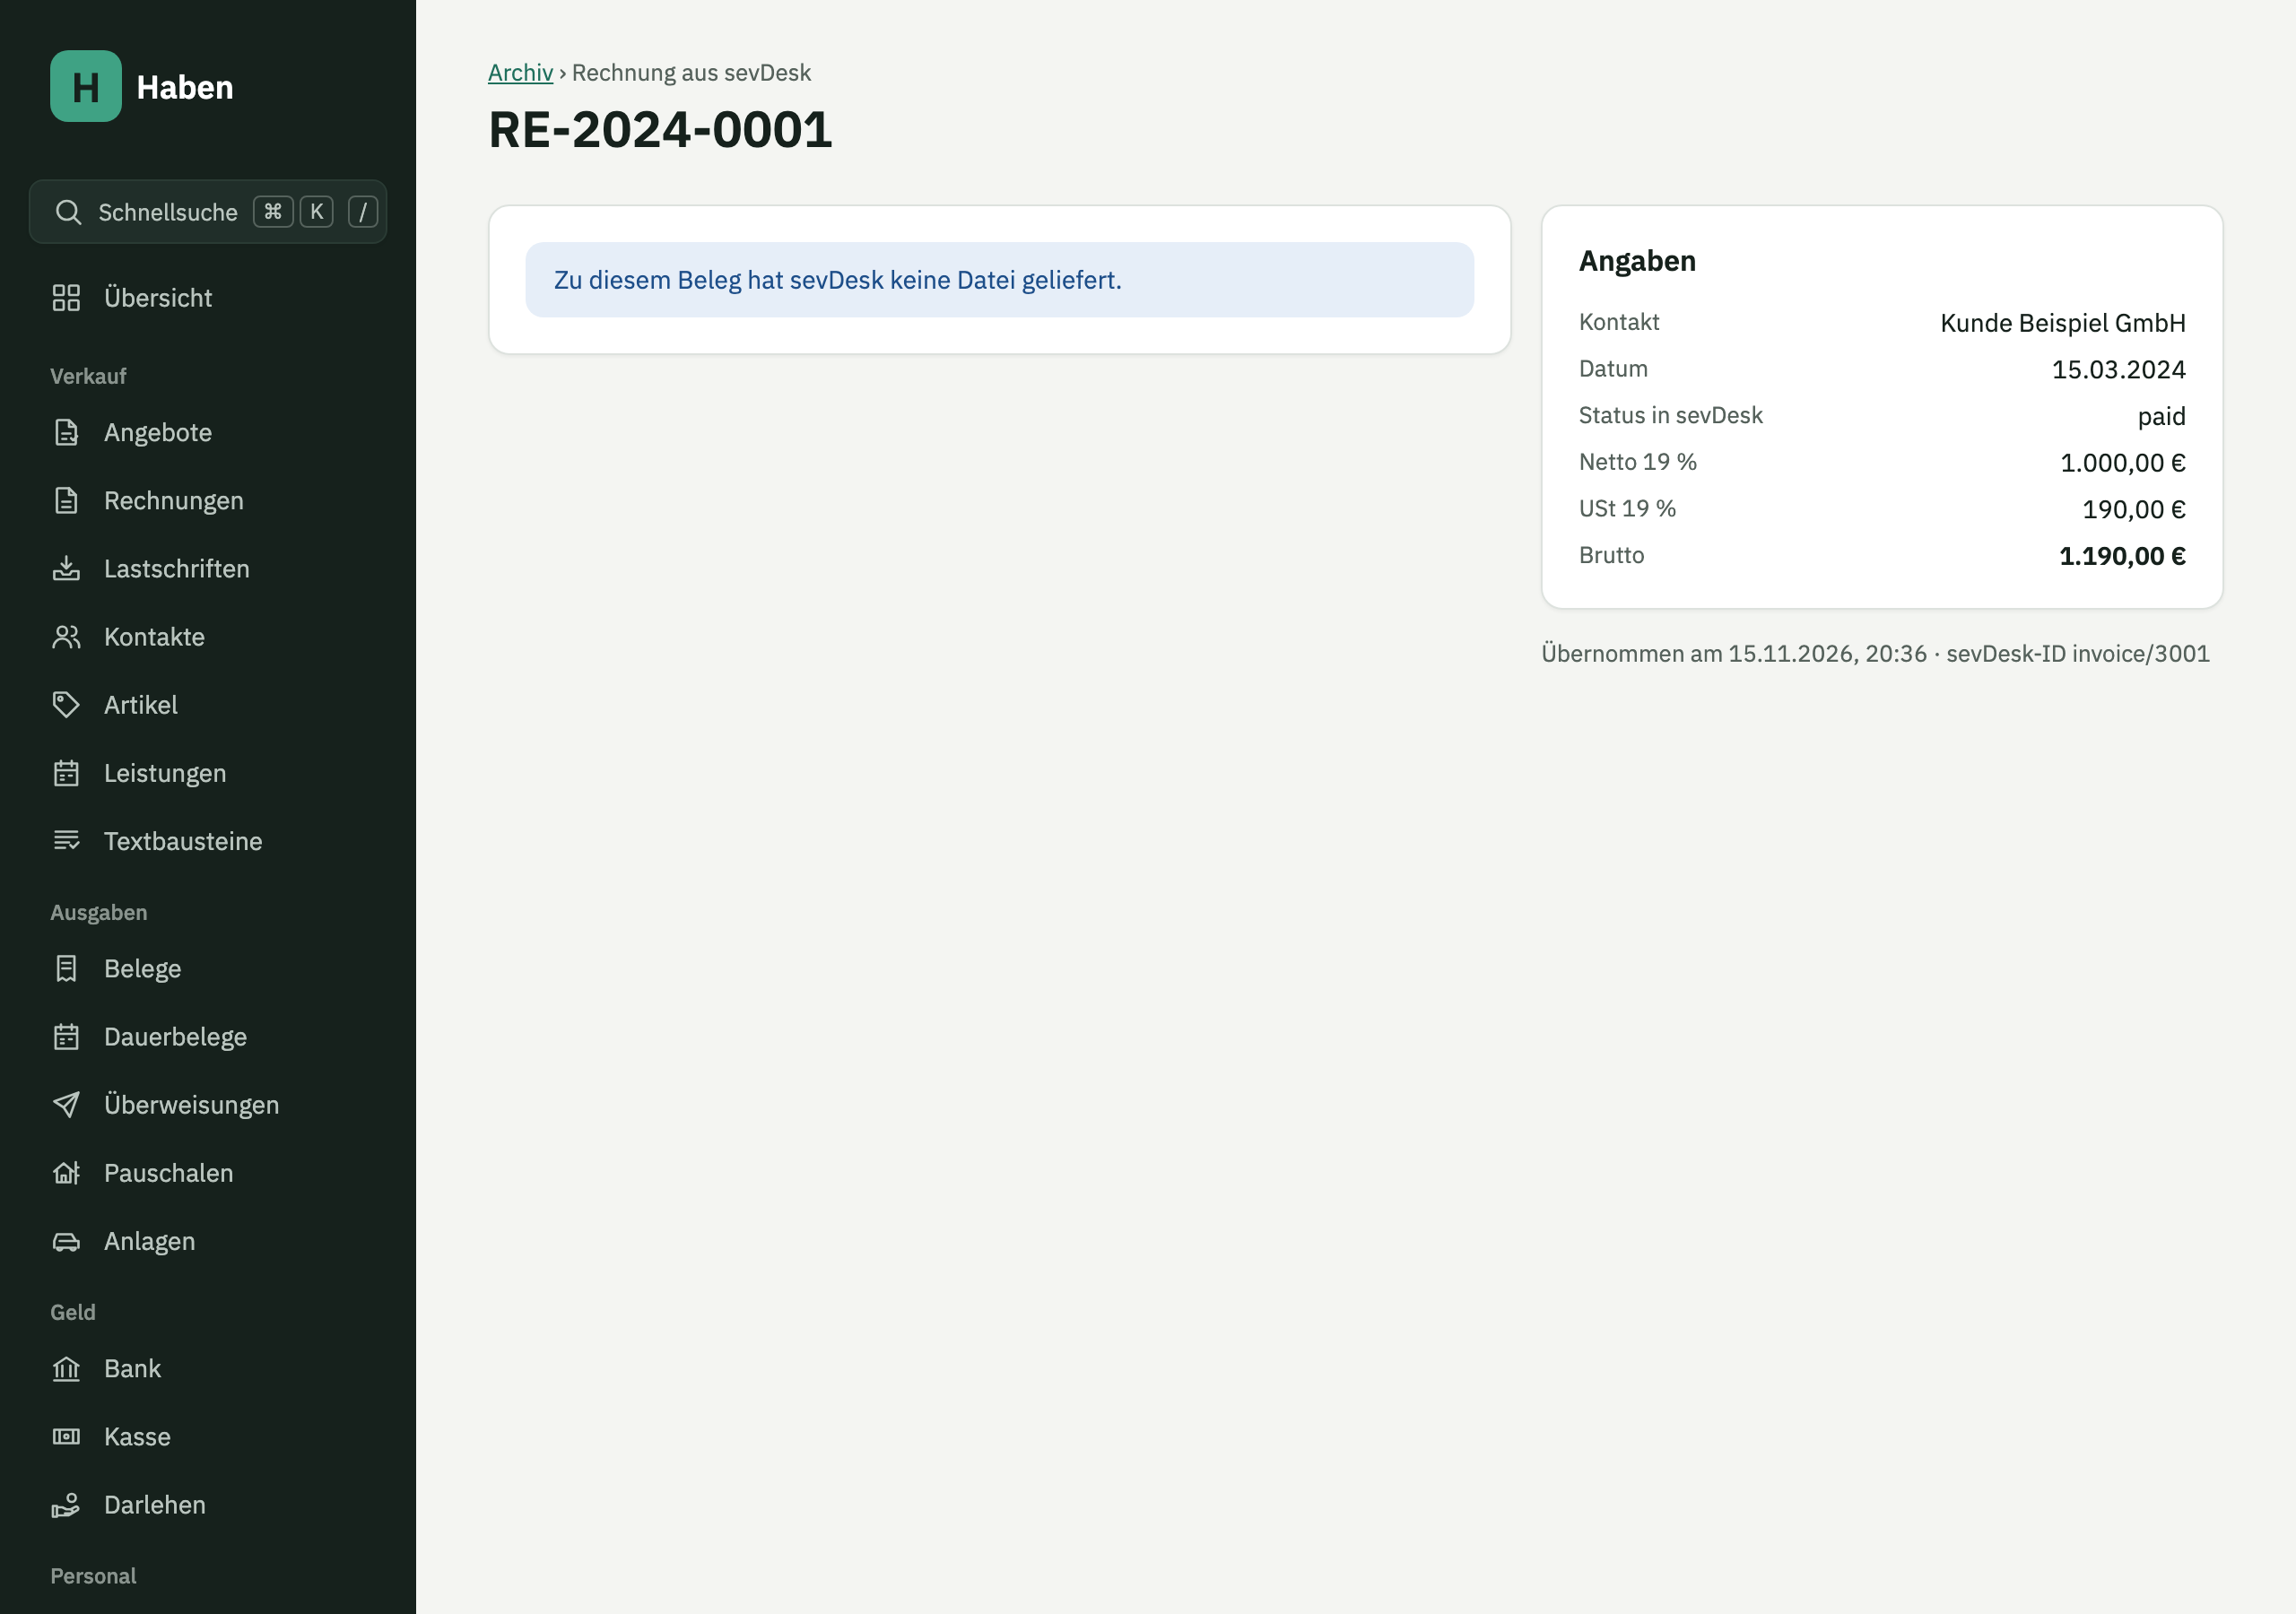 H Haben
Schnellsuche ⌘ K /
Übersicht
Verkauf
Angebote
Rechnungen
Lastschriften
Kontakte
Artikel
Leistungen
Textbausteine
Ausgaben
Belege
Dauerbelege
Überweisungen
Pauschalen
Anlagen
Geld
Bank
Kasse
Darlehen
Personal
Archiv › Rechnung aus sevDesk
RE-2024-0001
Zu diesem Beleg hat sevDesk keine Datei geliefert.
Angaben
Kontakt Kunde Beispiel GmbH
Datum 15.03.2024
Status in sevDesk paid
Netto 19 % 1.000,00 €
USt 19 % 190,00 €
Brutto 1.190,00 €
Übernommen am 15.11.2026, 20:36 · sevDesk-ID invoice/3001